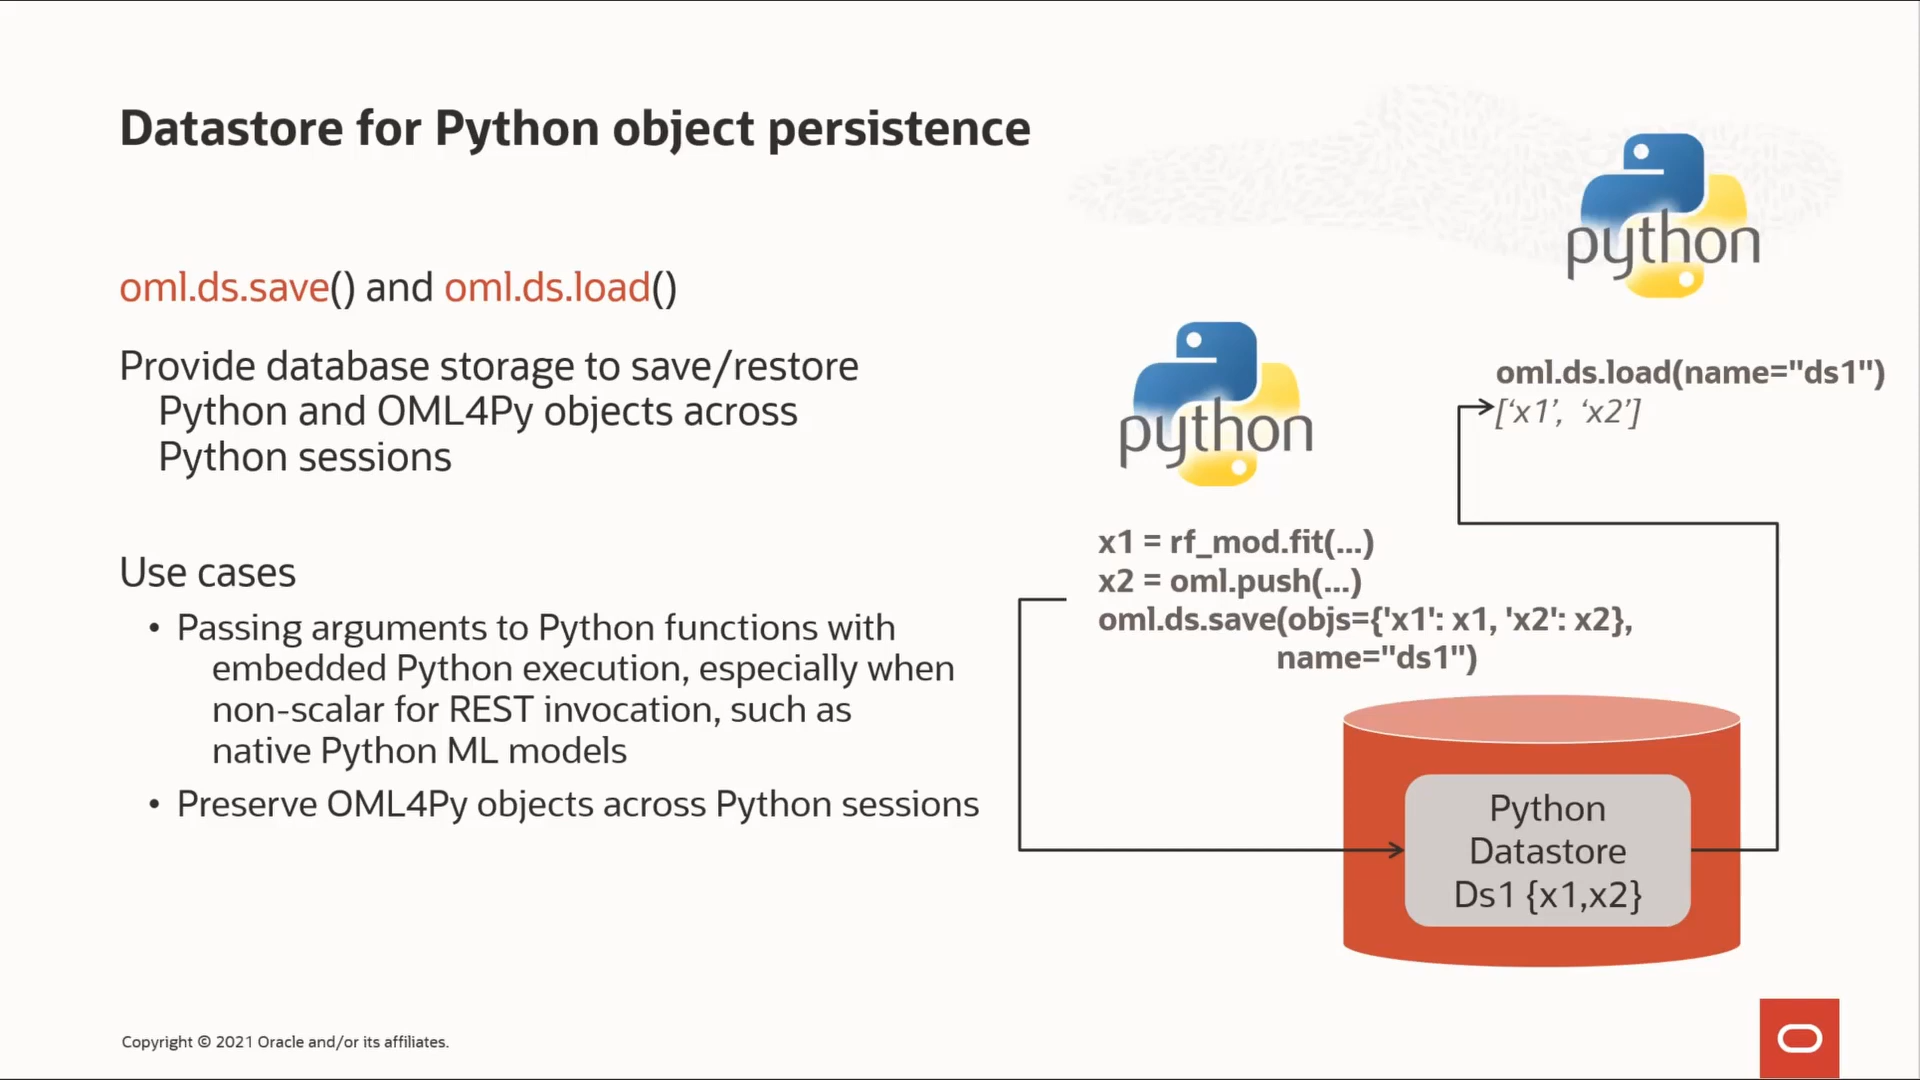 Datastore for Python object persistence
oml.ds.save() and oml.ds.load()
Provide database storage to save/restore
Python and OML4Py objects across
Python sessions
Use cases
• Passing arguments to Python functions with
embedded Python execution, especially when
non-scalar for REST invocation, such as
native Python ML models
• Preserve OML4Py objects across Python sessions
python
oml.ds.load(name="ds1")
[‘x1’, ‘x2’]
python
x1 = rf_mod.fit(...)
x2 = oml.push(...)
oml.ds.save(objs={'x1': x1, 'x2': x2},
name="ds1")
Python
Datastore
Ds1 {x1,x2}
Copyright © 2021 Oracle and/or its affiliates.